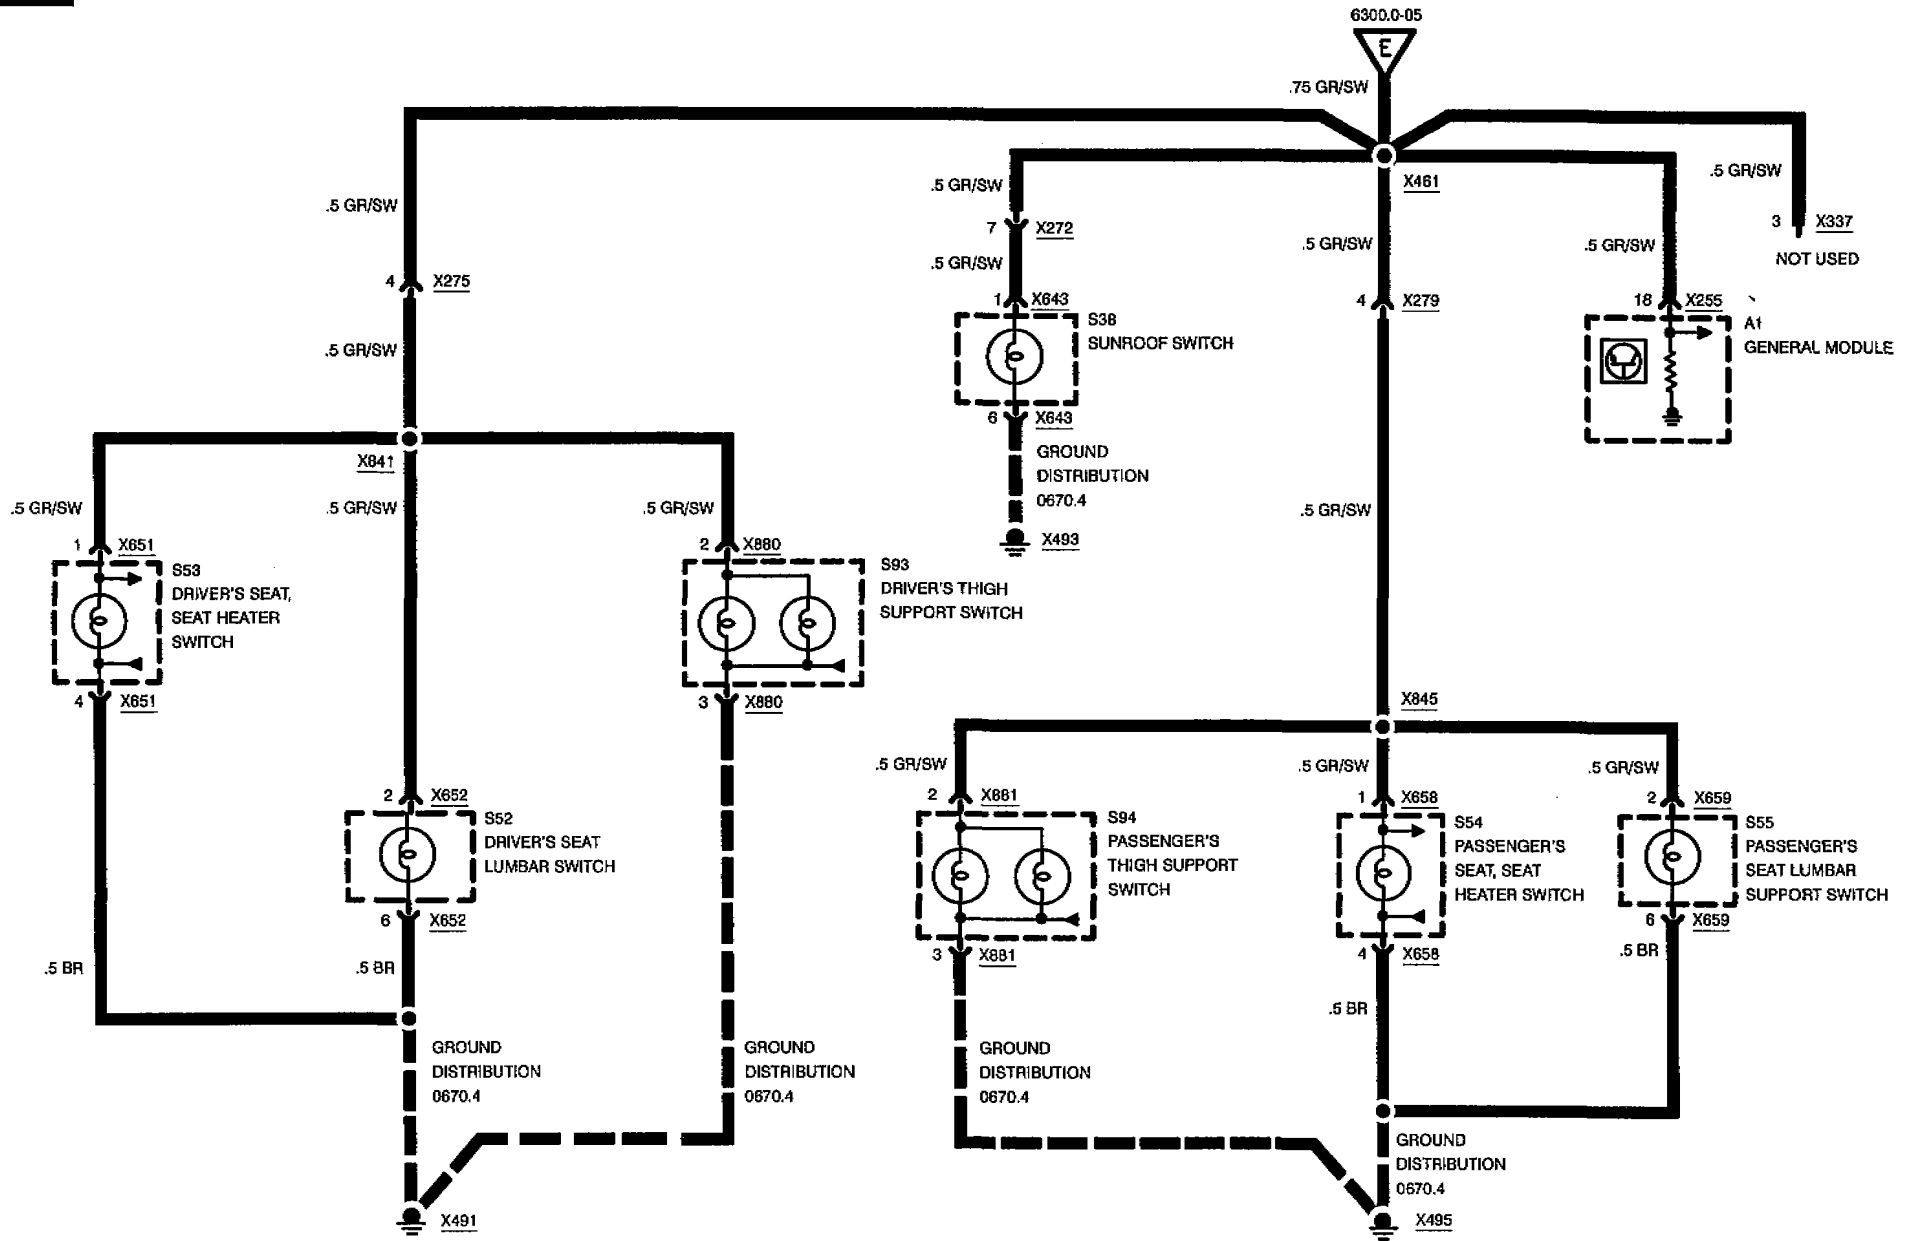 6300.0-05
E
.75 GR/SW
.5 GR/SW
.5 GR/SW
.5 GR/SW
X461
.5 GR/SW
7 X272
3 X337
NOT USED
.5 GR/SW
.5 GR/SW
.5 GR/SW
4 X275
1 X643
4 X279
18 X255
S38
SUNROOF SWITCH
A1
GENERAL MODULE
.5 GR/SW
6 X643
GROUND
DISTRIBUTION
0670.4
X841
X493
.5 GR/SW
.5 GR/SW
.5 GR/SW
.5 GR/SW
1 X651
2 X880
S53
DRIVER'S SEAT,
SEAT HEATER
SWITCH
S93
DRIVER'S THIGH
SUPPORT SWITCH
4 X651
3 X880
X845
.5 GR/SW
.5 GR/SW
.5 GR/SW
2 X652
2 X881
1 X658
2 X659
S52
DRIVER'S SEAT
LUMBAR SWITCH
S94
PASSENGER'S
THIGH SUPPORT
SWITCH
S54
PASSENGER'S
SEAT, SEAT
HEATER SWITCH
S55
PASSENGER'S
SEAT LUMBAR
SUPPORT SWITCH
6 X652
3 X881
4 X658
6 X659
.5 BR
.5 BR
.5 BR
.5 BR
GROUND
DISTRIBUTION
0670.4
GROUND
DISTRIBUTION
0670.4
GROUND
DISTRIBUTION
0670.4
GROUND
DISTRIBUTION
0670.4
X491
X495